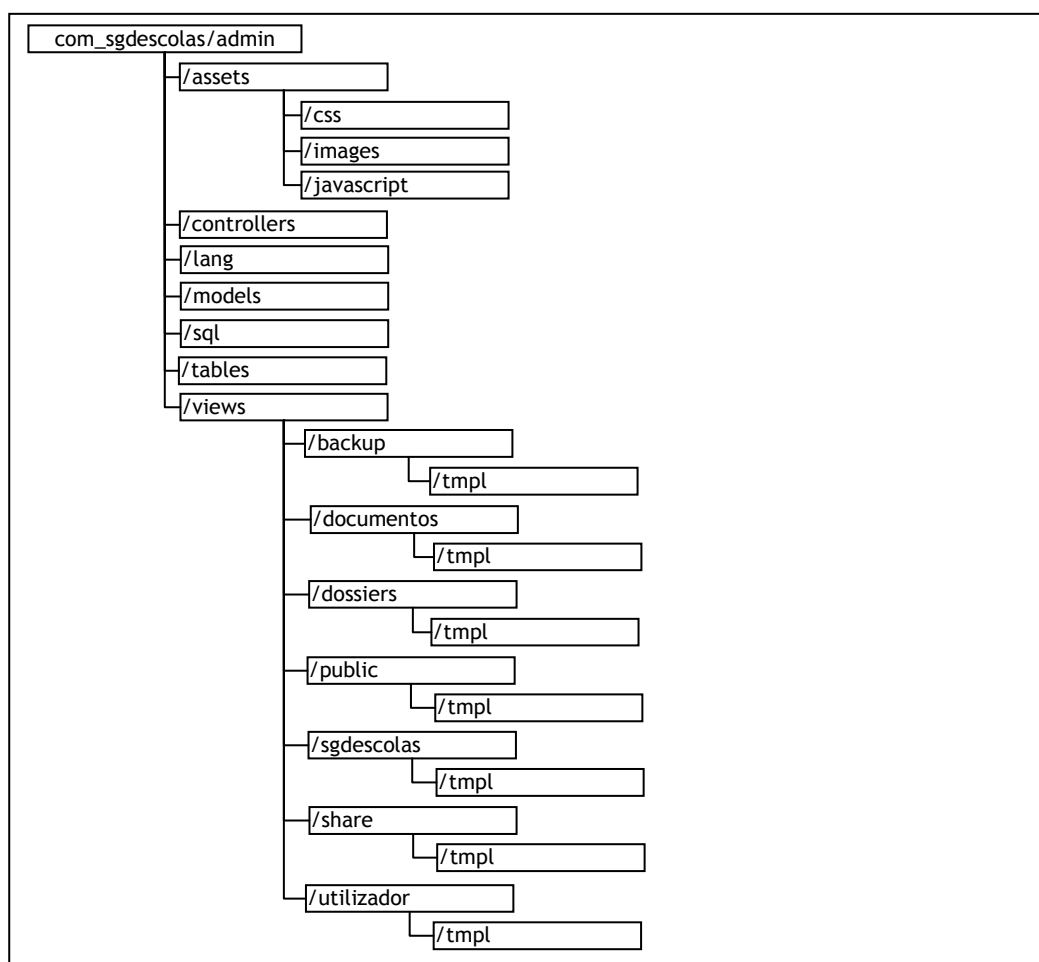 com_sgdescolas/admin
/assets
/css
/images
/javascript
/controllers
/lang
/models
/sql
/tables
/views
/backup
/tmpl
/documentos
/tmpl
/dossiers
/tmpl
/public
/tmpl
/sgdescolas
/tmpl
/share
/tmpl
/utilizador
/tmpl